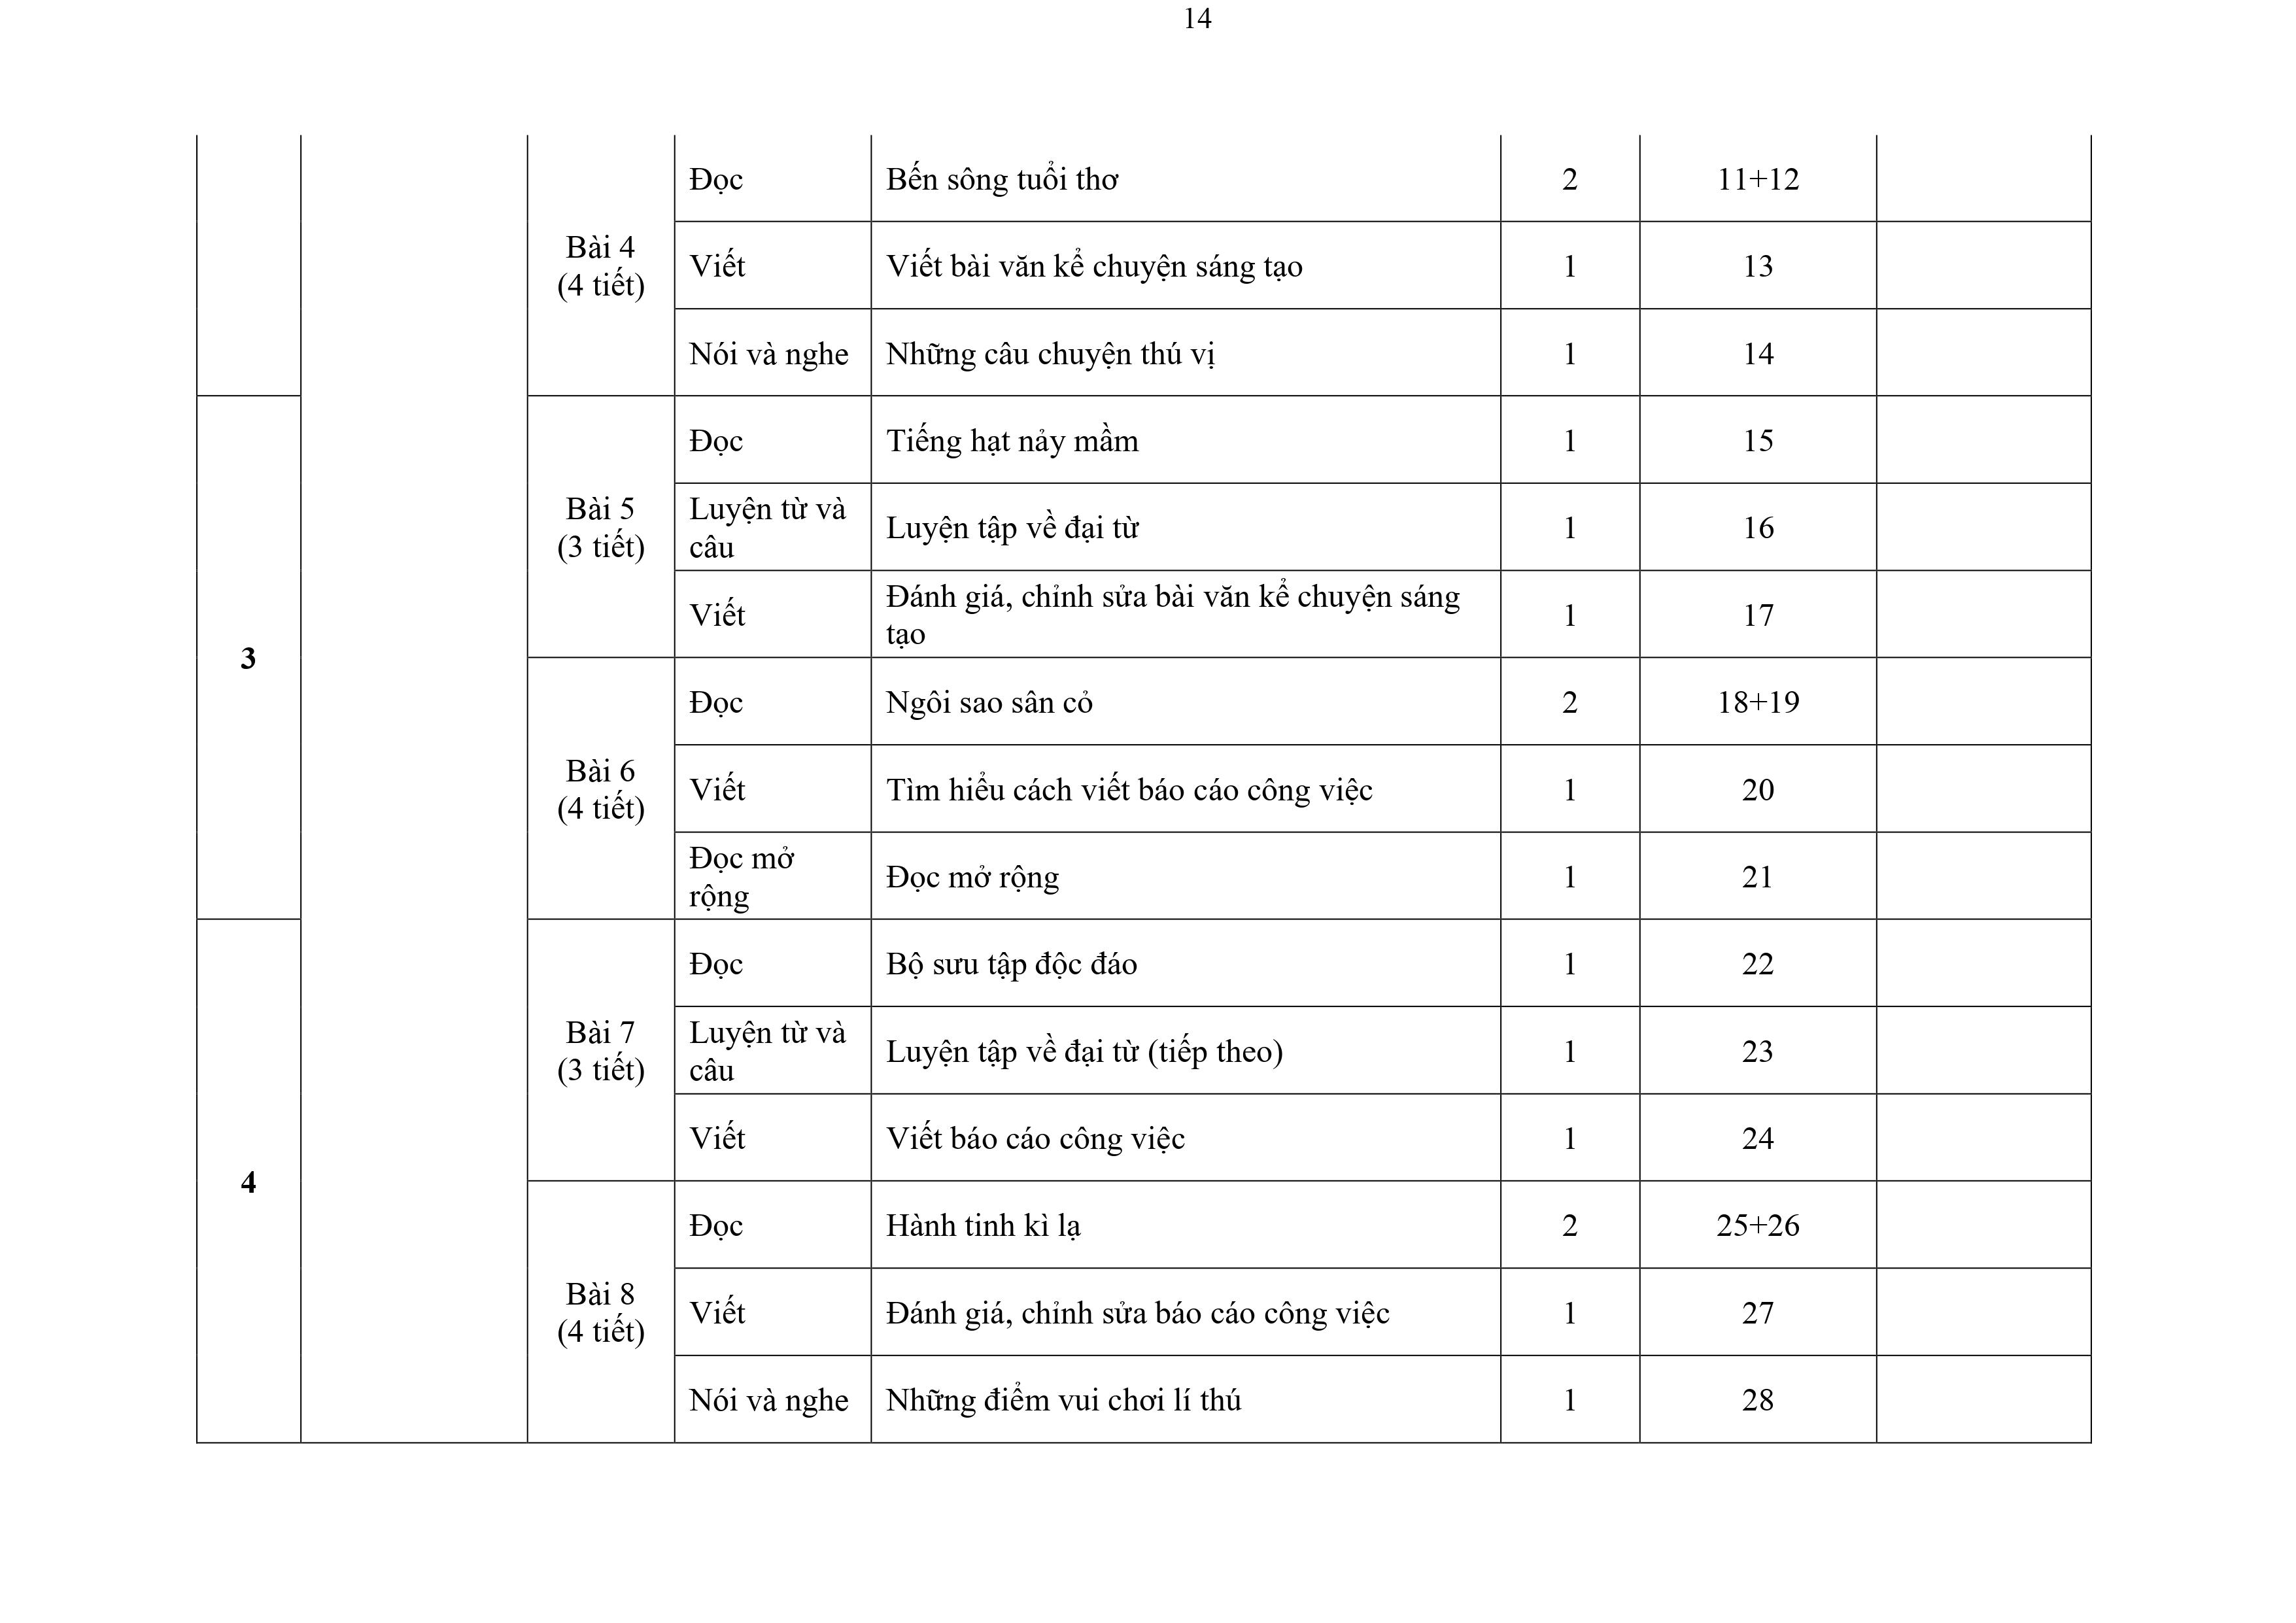 14
Bài 4
(4 tiết)
Đọc
Bến sông tuổi thơ
2
11+12
Viết
Viết bài văn kể chuyện sáng tạo
1
13
Nói và nghe
Những câu chuyện thú vị
1
14
3
Bài 5
(3 tiết)
Đọc
Tiếng hạt nảy mầm
1
15
Luyện từ và
câu
Luyện tập về đại từ
1
16
Viết
Đánh giá, chỉnh sửa bài văn kể chuyện sáng
tạo
1
17
Bài 6
(4 tiết)
Đọc
Ngôi sao sân cỏ
2
18+19
Viết
Tìm hiểu cách viết báo cáo công việc
1
20
Đọc mở
rộng
Đọc mở rộng
1
21
4
Bài 7
(3 tiết)
Đọc
Bộ sưu tập độc đáo
1
22
Luyện từ và
câu
Luyện tập về đại từ (tiếp theo)
1
23
Viết
Viết báo cáo công việc
1
24
Bài 8
(4 tiết)
Đọc
Hành tinh kì lạ
2
25+26
Viết
Đánh giá, chỉnh sửa báo cáo công việc
1
27
Nói và nghe
Những điểm vui chơi lí thú
1
28